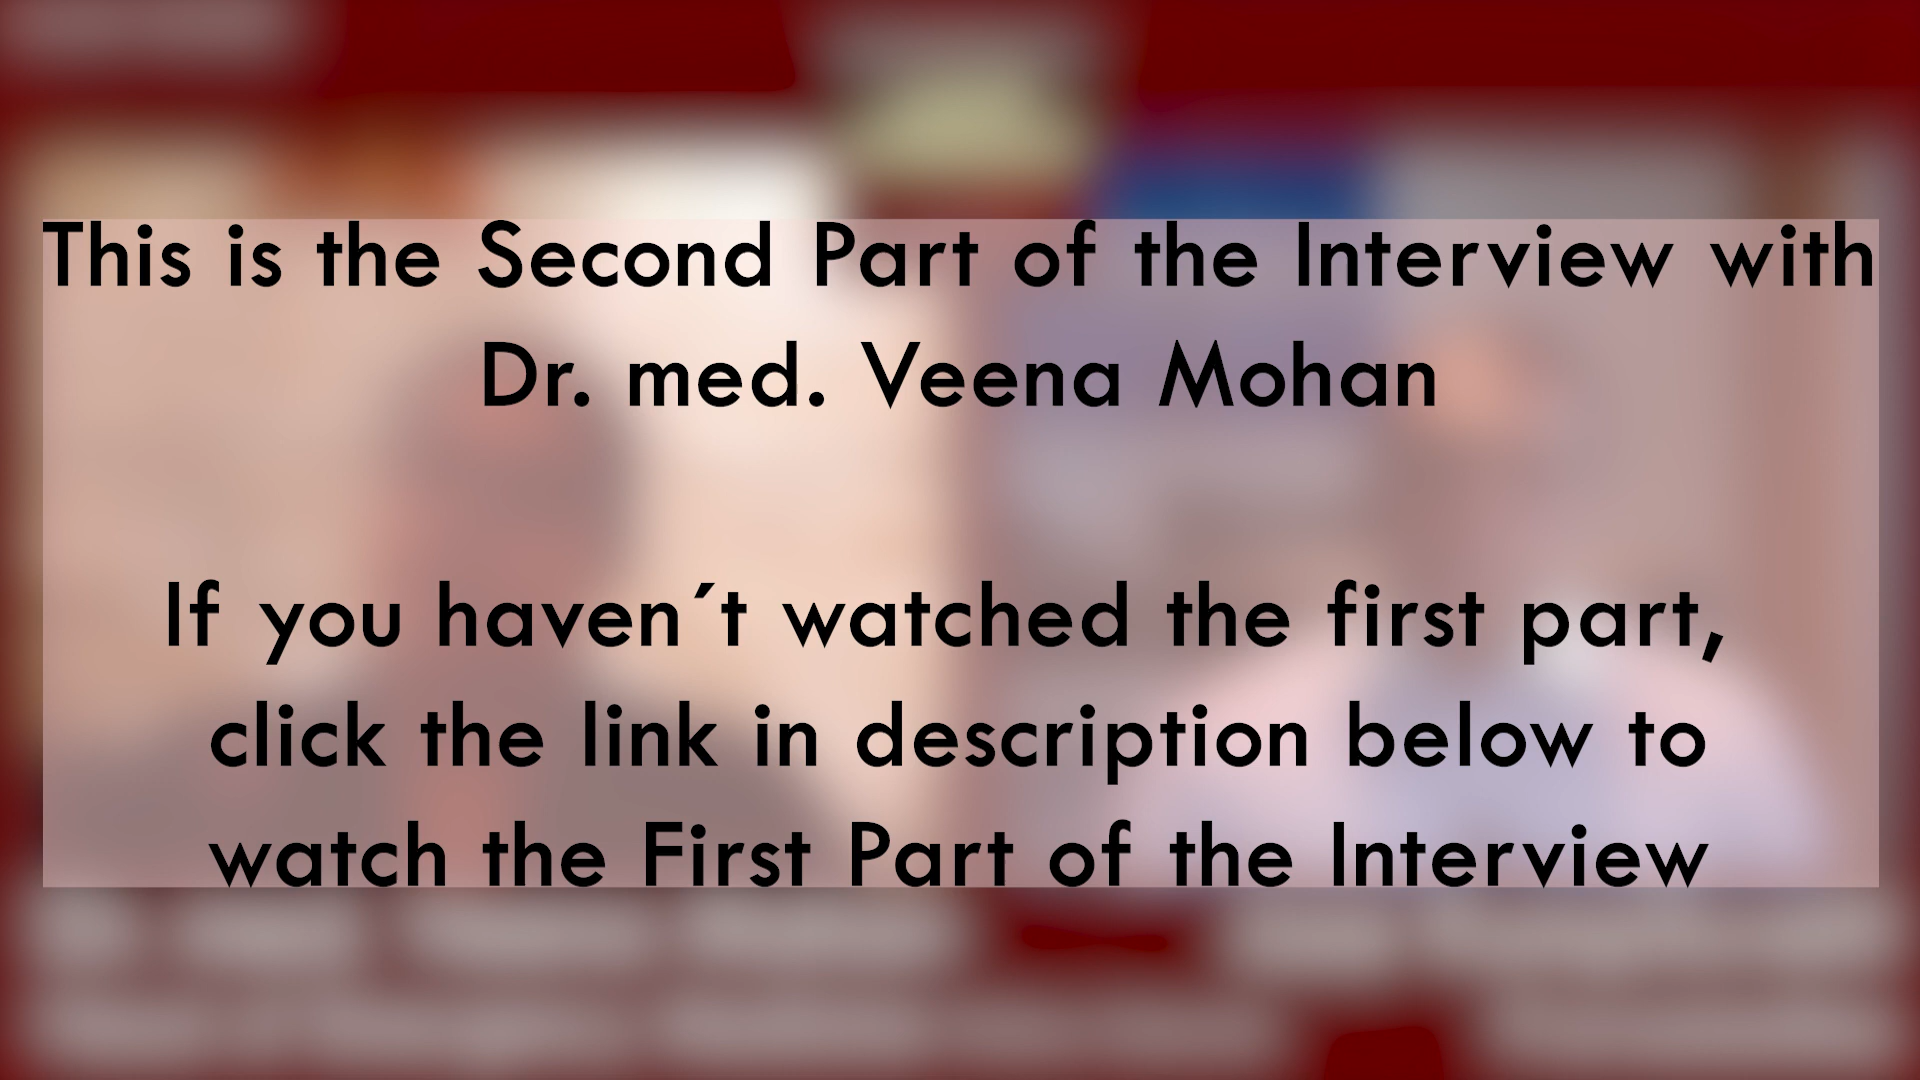 This is the Second Part of the Interview with
Dr. med. Veena Mohan
If you haven´t watched the first part,
click the link in description below to
watch the First Part of the Interview